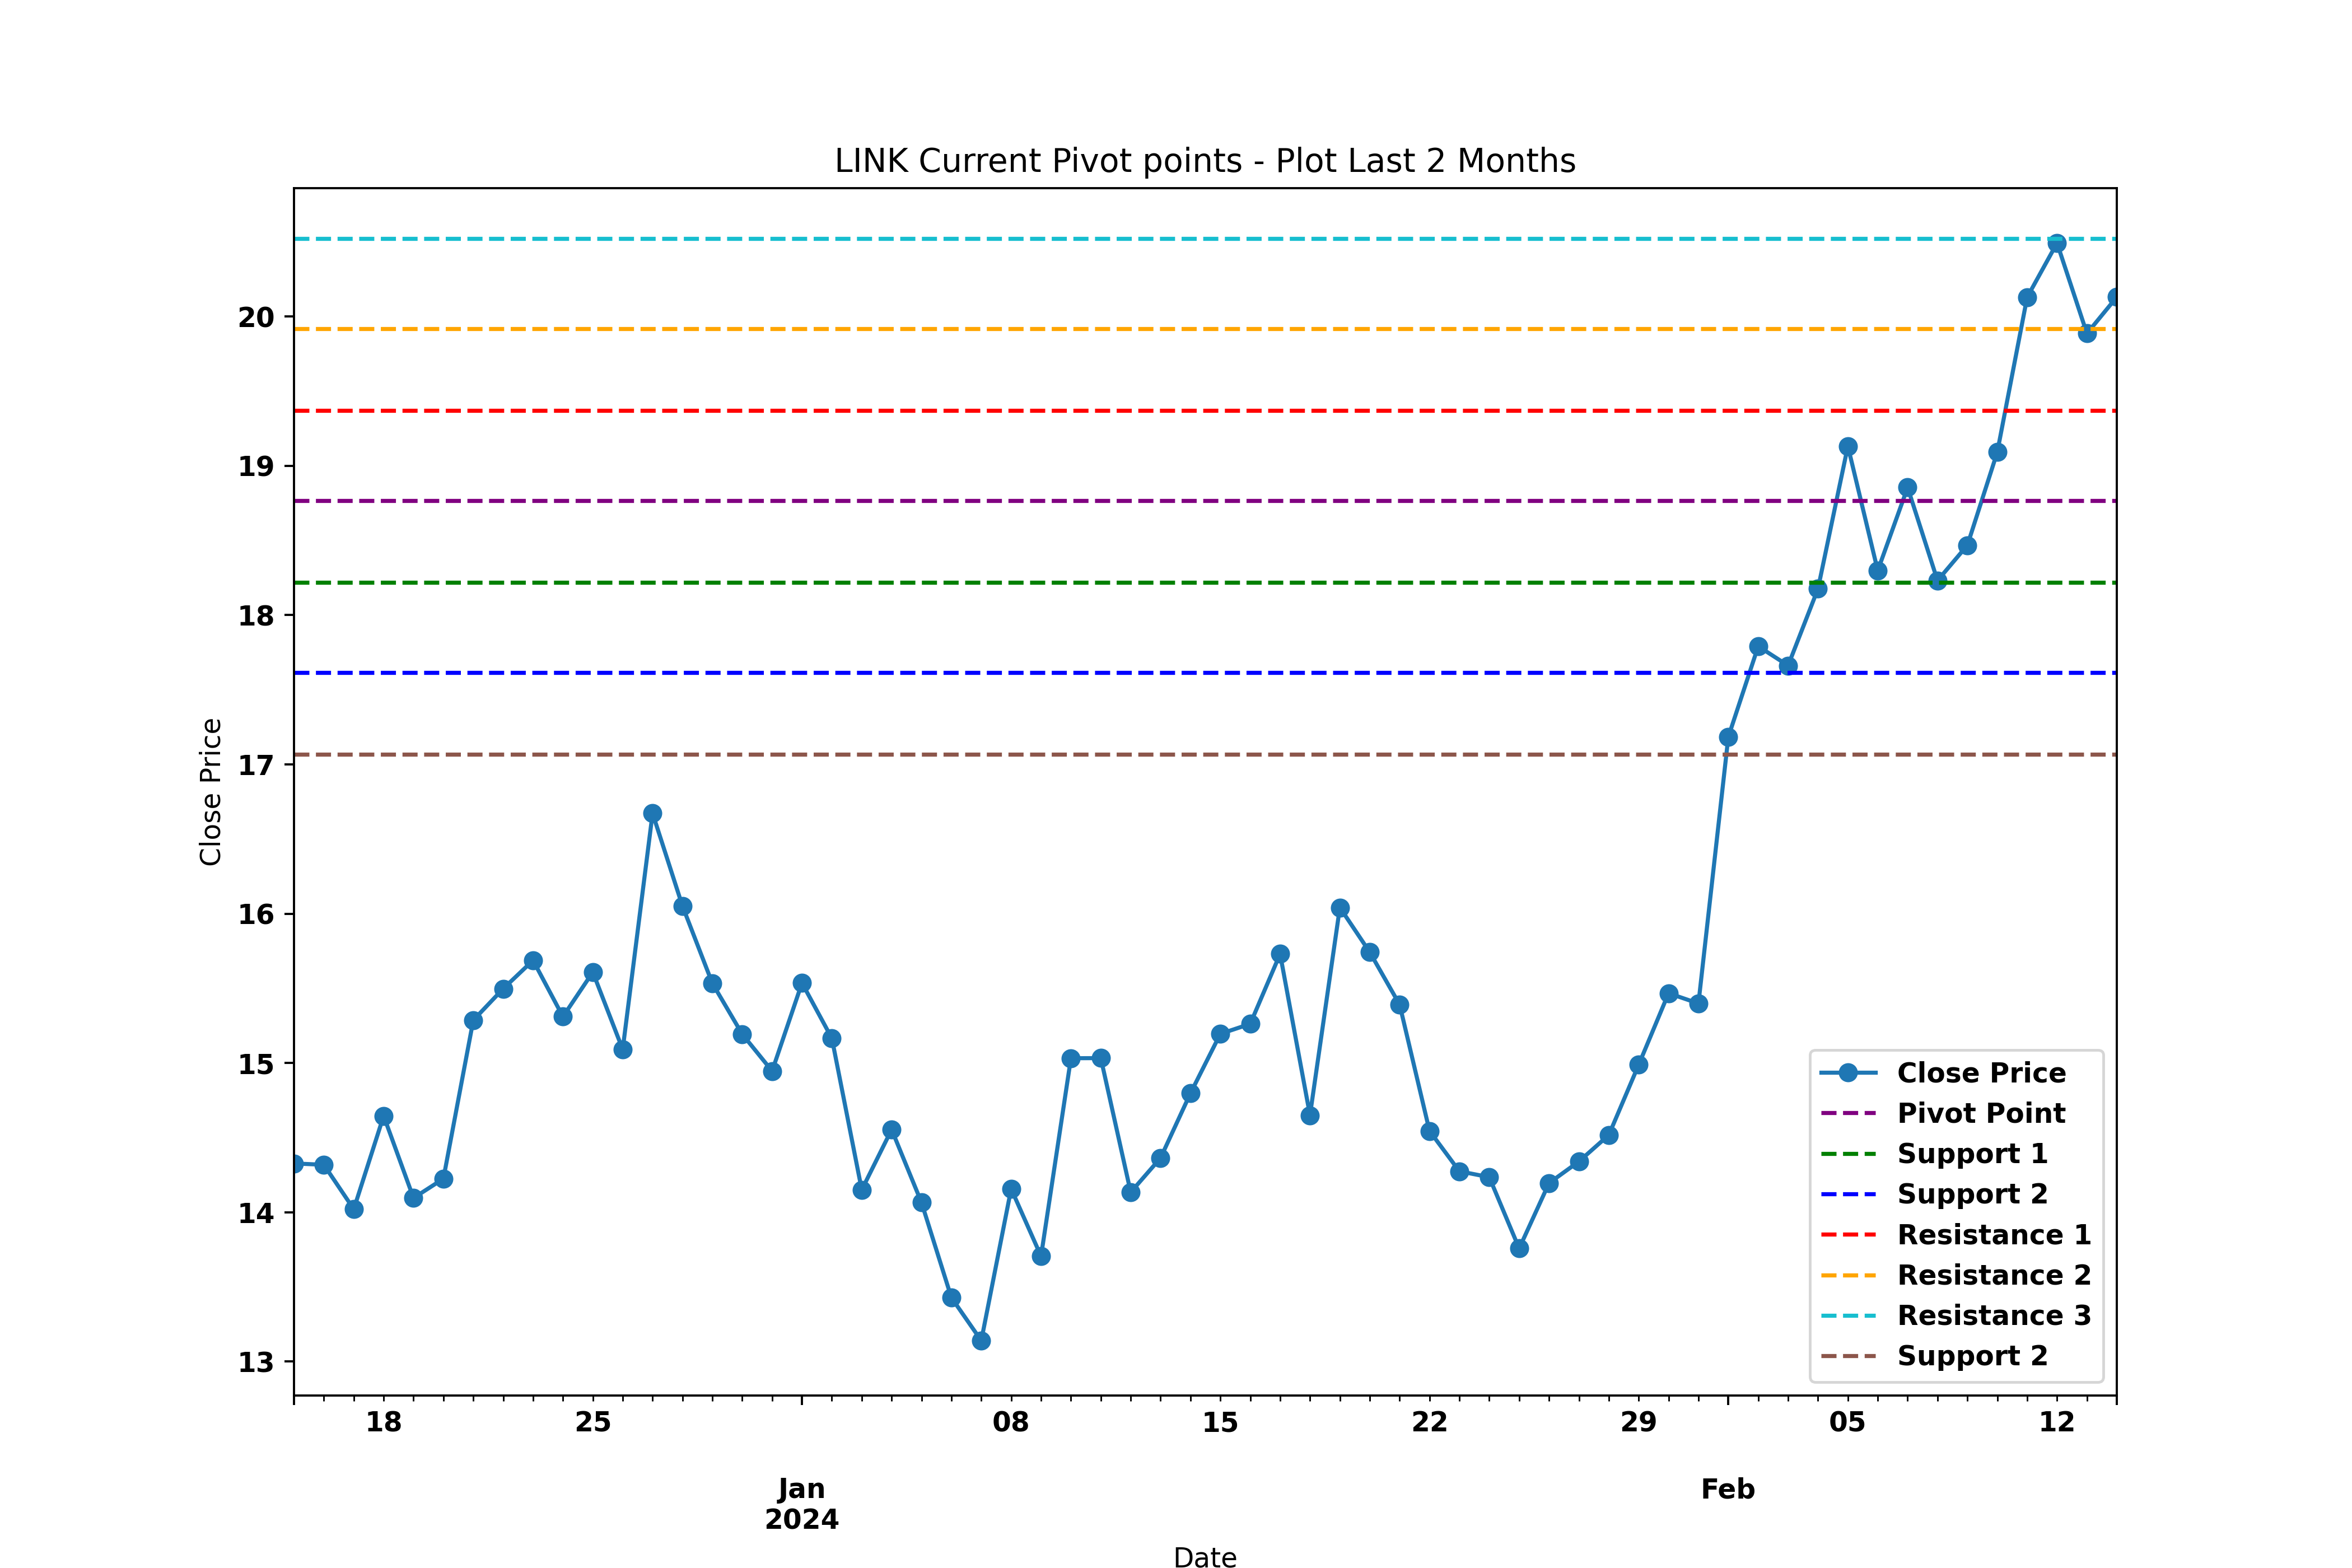 LINK Current Pivot points - Plot Last 2 Months
Close Price
20
19
18
17
16
15
14
13
Close Price
Pivot Point
Support 1
Support 2
Resistance 1
Resistance 2
Resistance 3
Support 2
18 25 08 15 22 29 05 12
Jan Feb
2024
Date